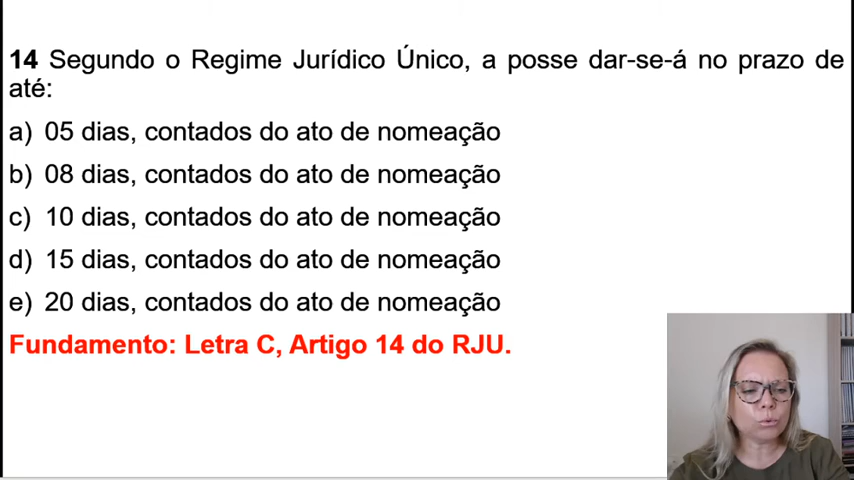 14 Segundo o Regime Jurídico Único, a posse dar-se-á no prazo de
até:
a) 05 dias, contados do ato de nomeação
b) 08 dias, contados do ato de nomeação
c) 10 dias, contados do ato de nomeação
d) 15 dias, contados do ato de nomeação
e) 20 dias, contados do ato de nomeação
Fundamento: Letra C, Artigo 14 do RJU.